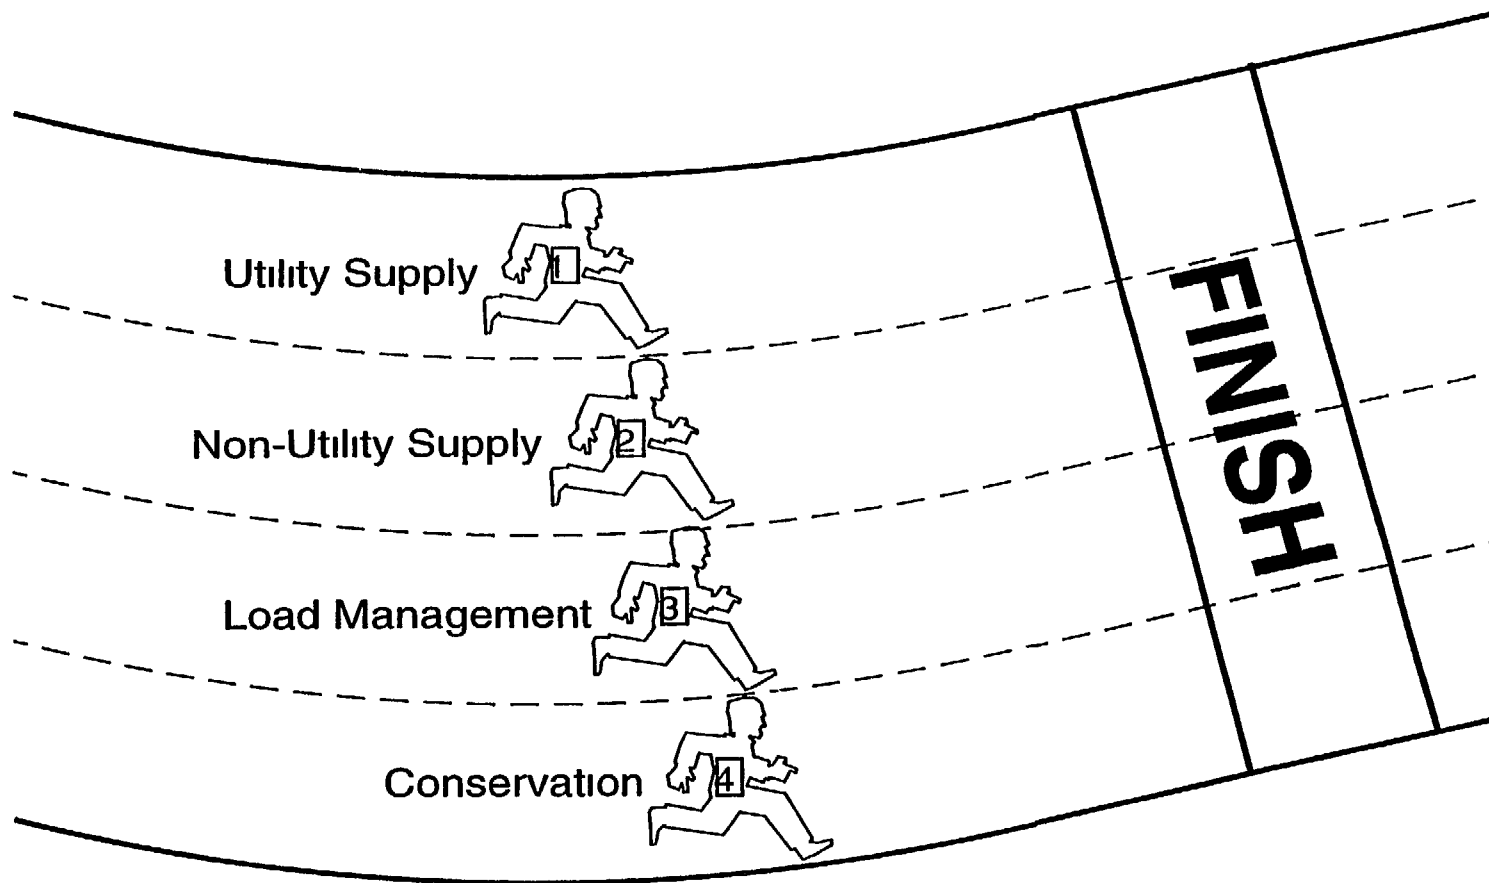 Utility Supply
1
Non-Utility Supply
2
Load Management
3
Conservation
4
FINISH